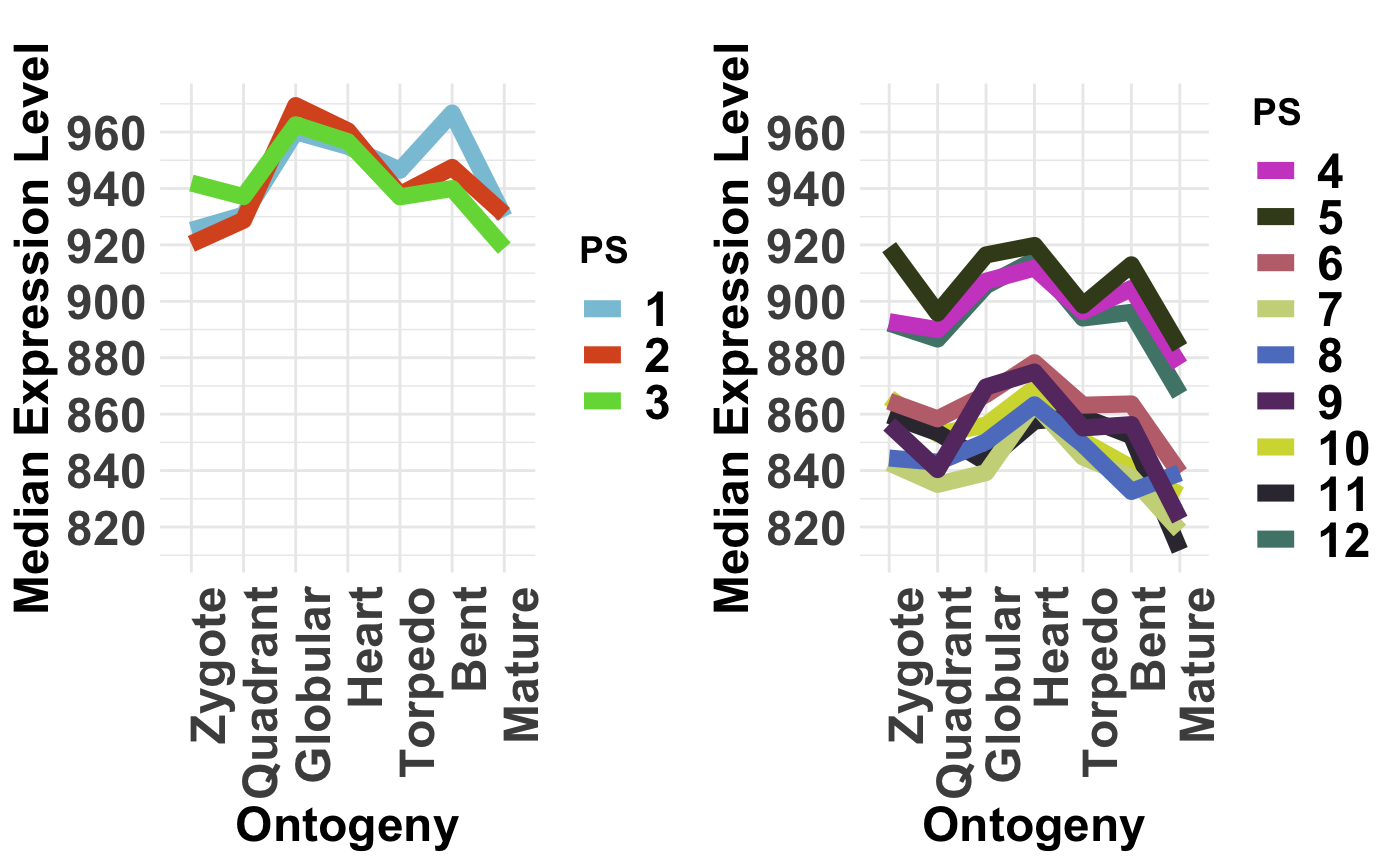 Median Expression Level
960
940
920
900
880
860
840
820
Zygote
Quadrant
Globular
Heart
Torpedo
Bent
Mature
Ontogeny
PS
1
2
3
Median Expression Level
960
940
920
900
880
860
840
820
Zygote
Quadrant
Globular
Heart
Torpedo
Bent
Mature
Ontogeny
PS
4
5
6
7
8
9
10
11
12